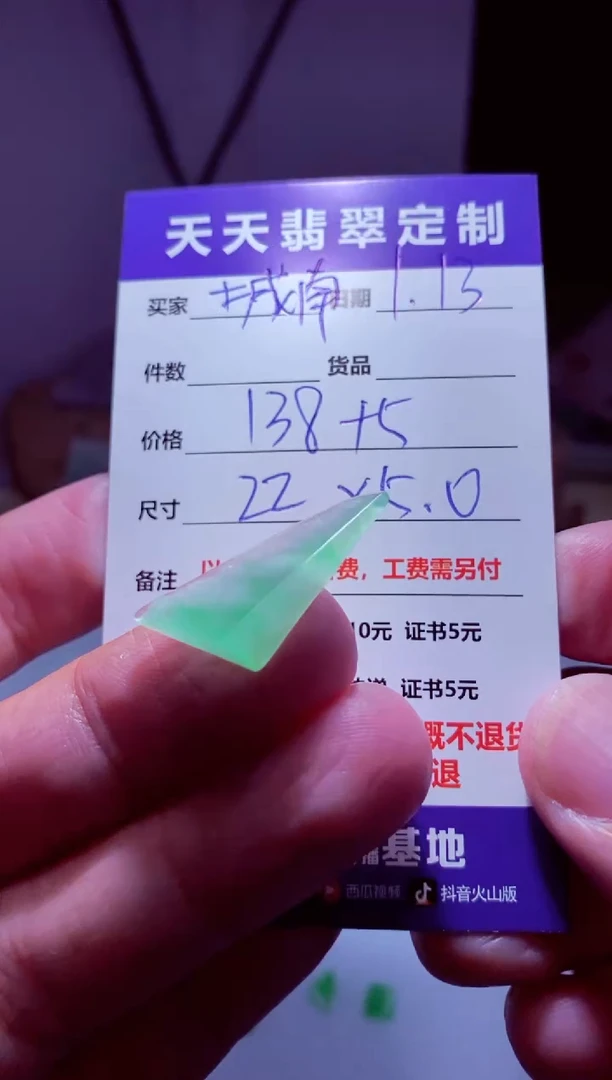 天天翡翠定制
买家 城南 日期 1.13
件数 货品
价格 138+5
尺寸 22×5.0
备注 以 费，工费需另付
10元 证书5元
证书5元
概不退货
退
播基地
西瓜视频 抖音火山版